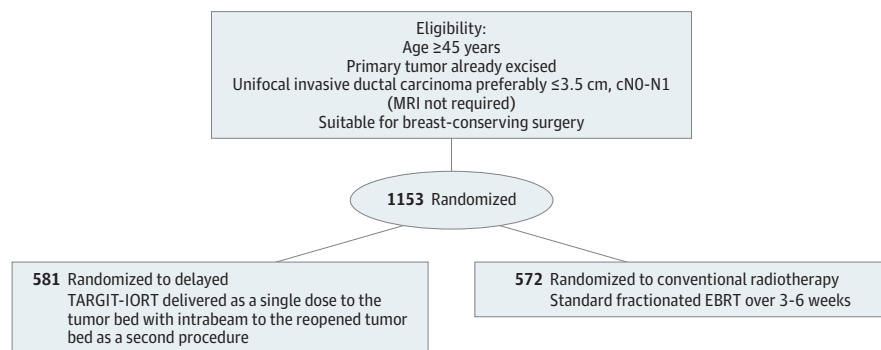 Eligibility:
Age ≥45 years
Primary tumor already excised
Unifocal invasive ductal carcinoma preferably ≤3.5 cm, cN0-N1
(MRI not required)
Suitable for breast-conserving surgery
1153 Randomized
581 Randomized to delayed
TARGIT-IORT delivered as a single dose to the
tumor bed with intrabeam to the reopened tumor
bed as a second procedure
572 Randomized to conventional radiotherapy
Standard fractionated EBRT over 3-6 weeks